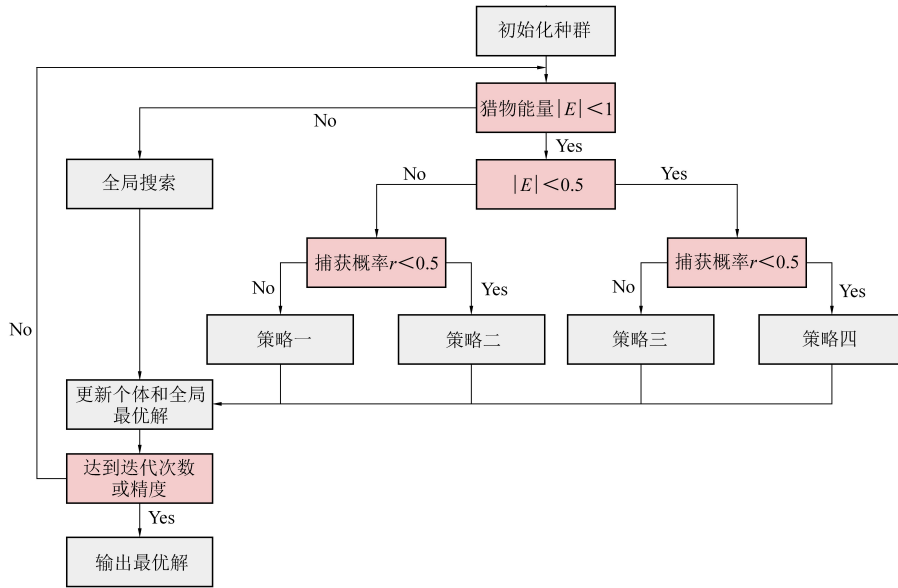 初始化种群
猎物能量|E|<1
No
Yes
全局搜索
No
|E|<0.5
Yes
捕获概率r<0.5
捕获概率r<0.5
No
Yes
No
Yes
No
策略一
策略二
策略三
策略四
更新个体和全局
最优解
达到迭代次数
或精度
Yes
输出最优解